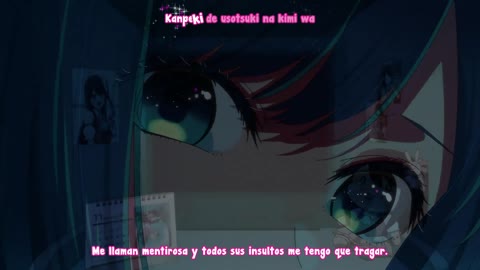 Kanpeki de usotsuki na kimi wa
Me llaman mentirosa y todos sus insultos me tengo que tragar.